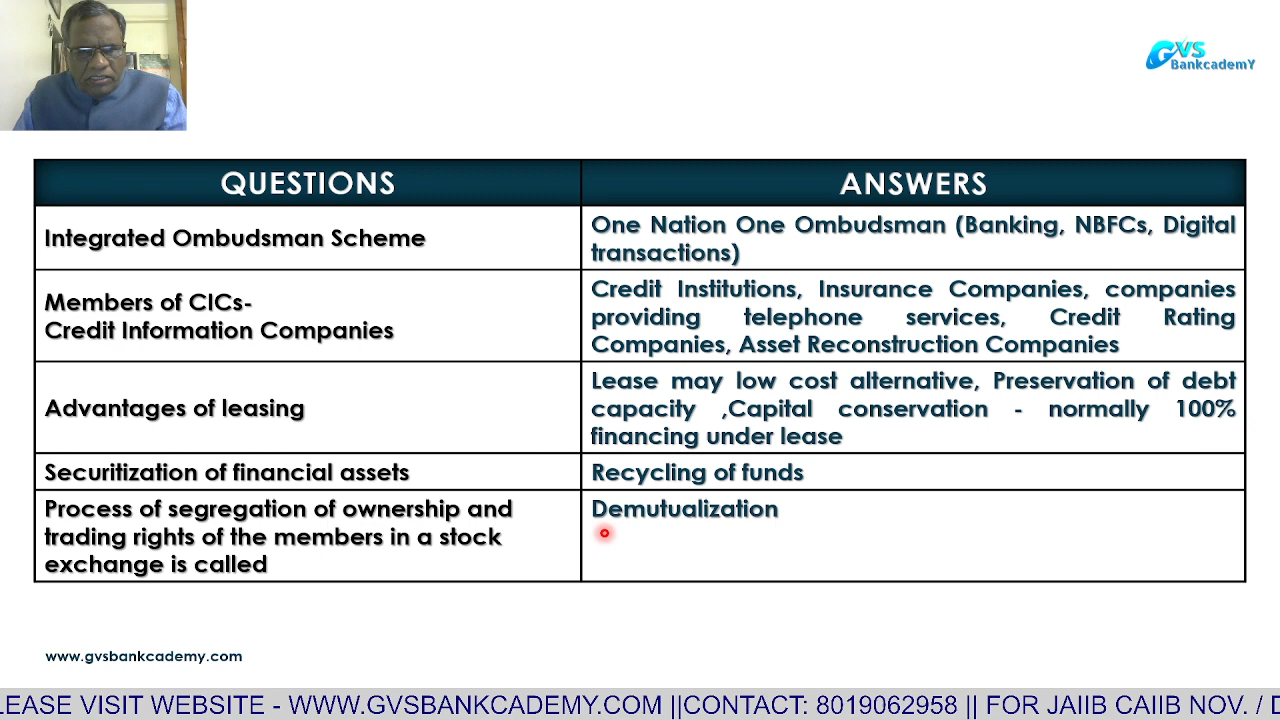 GVS
BankcademY
QUESTIONS
ANSWERS
Integrated Ombudsman Scheme
One Nation One Ombudsman (Banking, NBFCs, Digital
transactions)
Members of CICs-
Credit Information Companies
Credit Institutions, Insurance Companies, companies
providing telephone services, Credit Rating
Companies, Asset Reconstruction Companies
Advantages of leasing
Lease may low cost alternative, Preservation of debt
capacity ,Capital conservation - normally 100%
financing under lease
Securitization of financial assets
Recycling of funds
Process of segregation of ownership and
trading rights of the members in a stock
exchange is called
Demutualization
www.gvsbankcademy.com
LEASE VISIT WEBSITE - WWW.GVSBANKCADEMY.COM ||CONTACT: 8019062958 || FOR JAIIB CAIIB NOV. / D